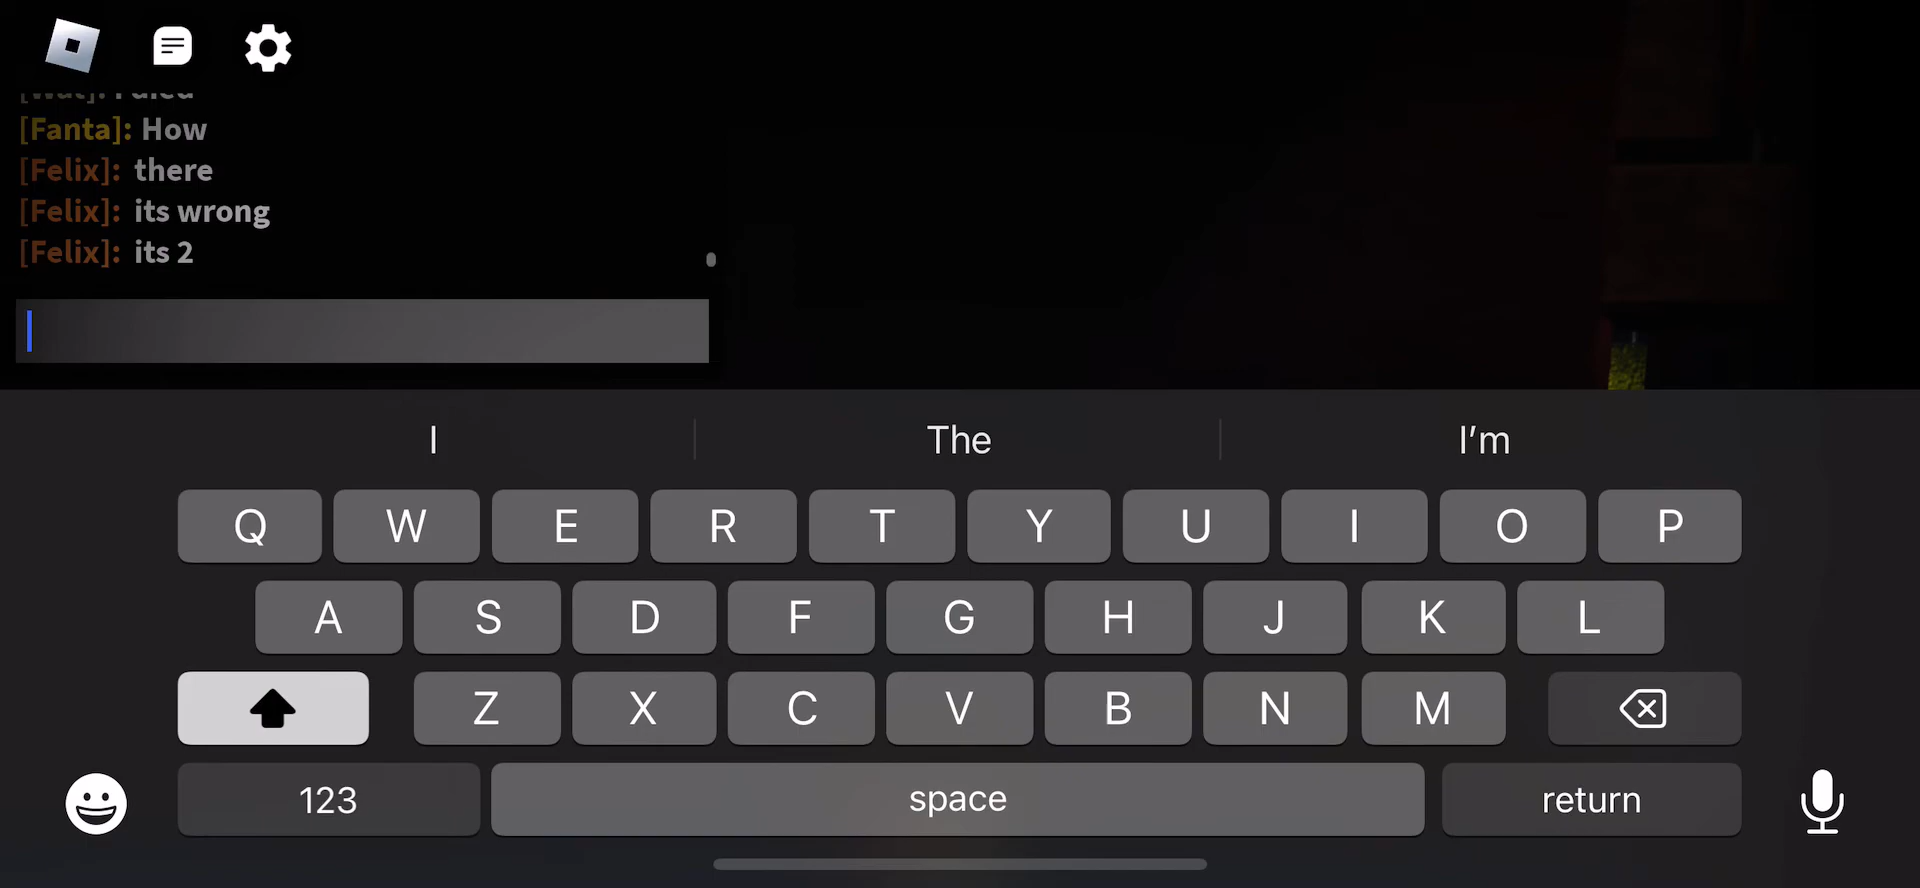 [Fanta]: How
[Felix]: there
[Felix]: its wrong
[Felix]: its 2
I The I'm
Q W E R T Y U I O P
A S D F G H J K L
Z X C V B N M
123 space return